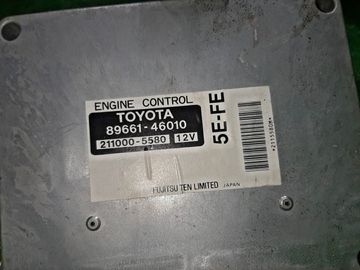 ENGINE CONTROL
TOYOTA
89661-46010
211000-5580 12V
5E-FE
FUJITSU TEN LIMITED JAPAN